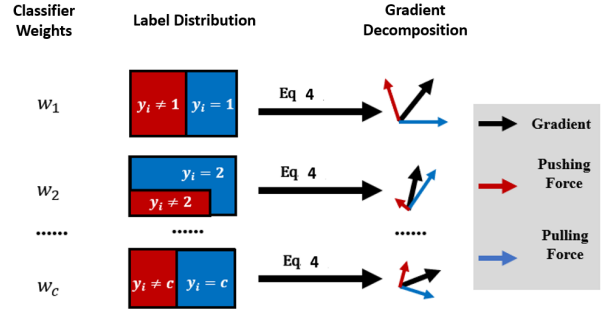 Classifier
Weights
Label Distribution
Gradient
Decomposition
w₁
yᵢ ≠ 1
yᵢ = 1
Eq 4
w₂
yᵢ = 2
yᵢ ≠ 2
Eq 4
......
......
......
w𝑐
yᵢ ≠ c
yᵢ = c
Eq 4
Gradient
Pushing
Force
Pulling
Force